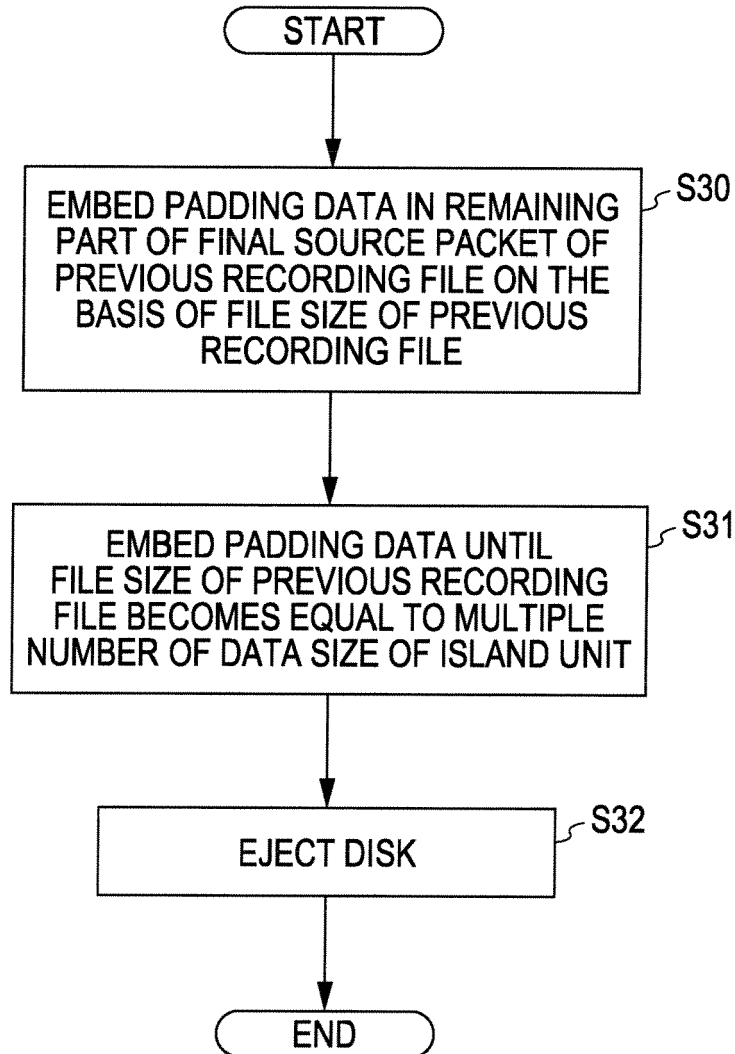 START
EMBED PADDING DATA IN REMAINING
PART OF FINAL SOURCE PACKET OF
PREVIOUS RECORDING FILE ON THE
BASIS OF FILE SIZE OF PREVIOUS
RECORDING FILE
S30
EMBED PADDING DATA UNTIL
FILE SIZE OF PREVIOUS RECORDING
FILE BECOMES EQUAL TO MULTIPLE
NUMBER OF DATA SIZE OF ISLAND UNIT
S31
EJECT DISK
S32
END